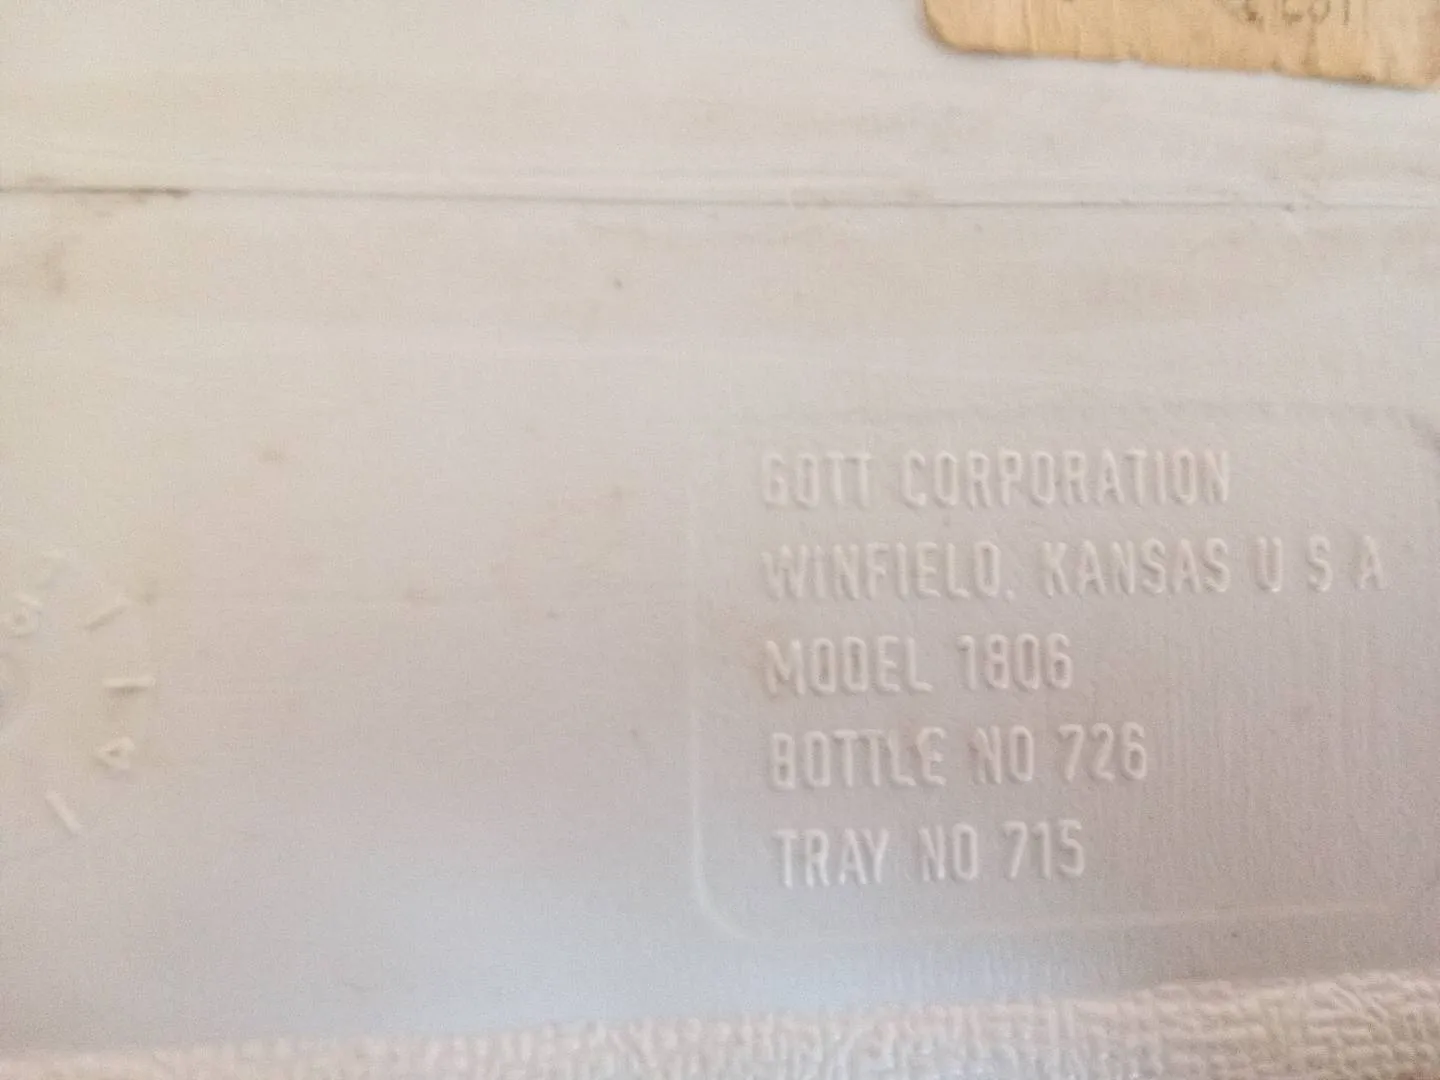 GOTT CORPORATION
WINFIELD, KANSAS U S A
MODEL 1806
BOTTLE NO 726
TRAY NO 715